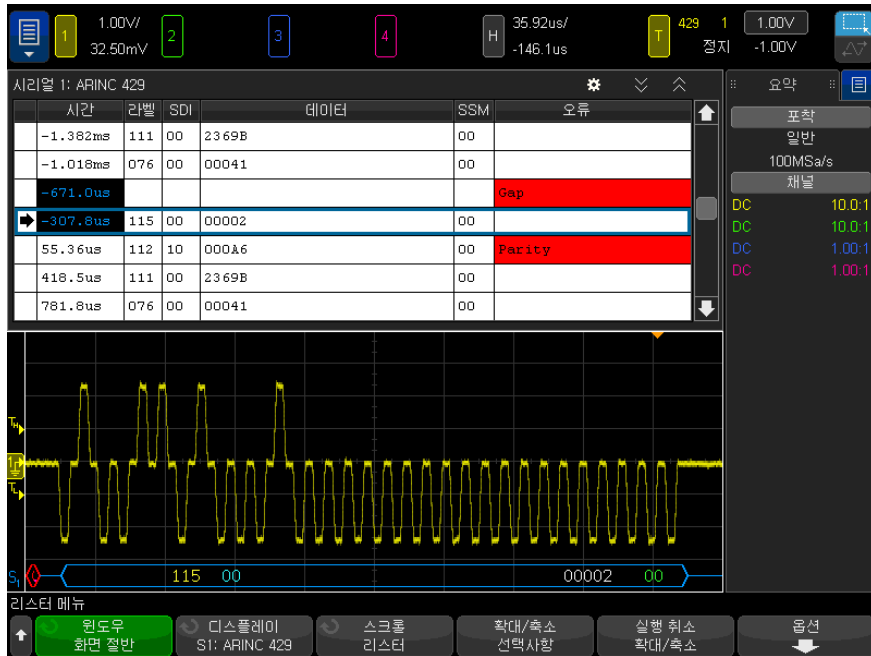 1 1.00V/ 32.50mV 2 3 4 H 35.92us/ -146.1us T 429 1 정지 1.00V -1.00V
시리얼 1: ARINC 429
시간 라벨 SDI 데이터 SSM 오류
-1.382ms 111 00 2369B 00
-1.018ms 076 00 00041 00
-671.0us Gap
-307.8us 115 00 00002 00
55.36us 112 10 000A6 00 Parity
418.5us 111 00 2369B 00
781.8us 076 00 00041 00
요약
포착
일반
100MSa/s
채널
DC 10.0:1
DC 10.0:1
DC 1.00:1
DC 1.00:1
TH
1
TL
S1 115 00 00002 00
리스터 메뉴
윈도우
화면 절반
디스플레이
S1: ARINC 429
스크롤
리스터
확대/축소
선택사항
실행 취소
확대/축소
옵션